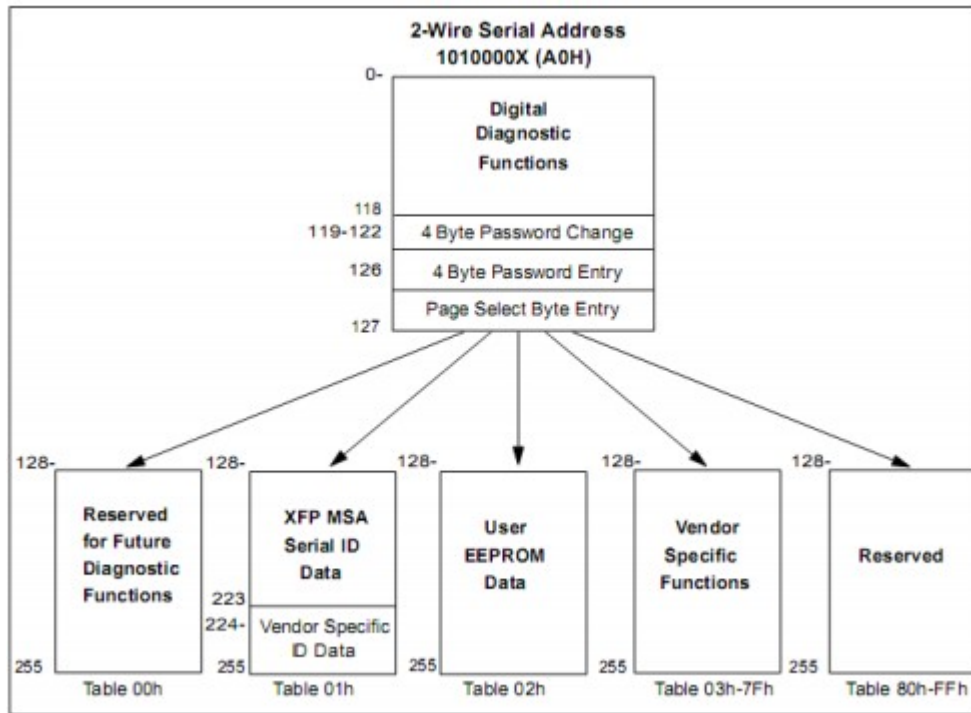 2-Wire Serial Address
1010000X (A0H)
0-
Digital
Diagnostic
Functions
118
119-122
4 Byte Password Change
126
4 Byte Password Entry
Page Select Byte Entry
127
128-
128-
128-
128-
128-
Reserved
for Future
Diagnostic
Functions
XFP MSA
Serial ID
Data
User
EEPROM
Data
Vendor
Specific
Functions
Reserved
223
224-
Vendor Specific
ID Data
255
255
255
255
255
Table 00h
Table 01h
Table 02h
Table 03h-7Fh
Table 80h-FFh